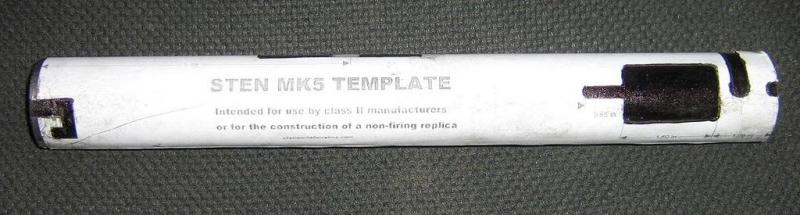 STEN MK5 TEMPLATE
Intended for use by class II manufacturers
or for the construction of a non-firing replica